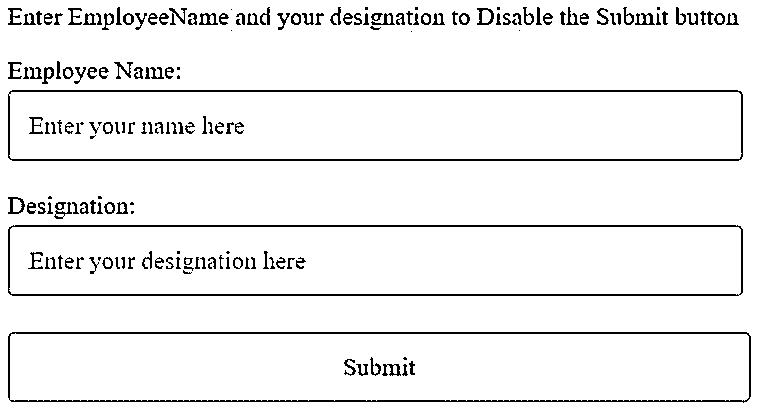 Enter EmployeeName and your designation to Disable the Submit button
Employee Name:
Enter your name here
Designation:
Enter your designation here
Submit